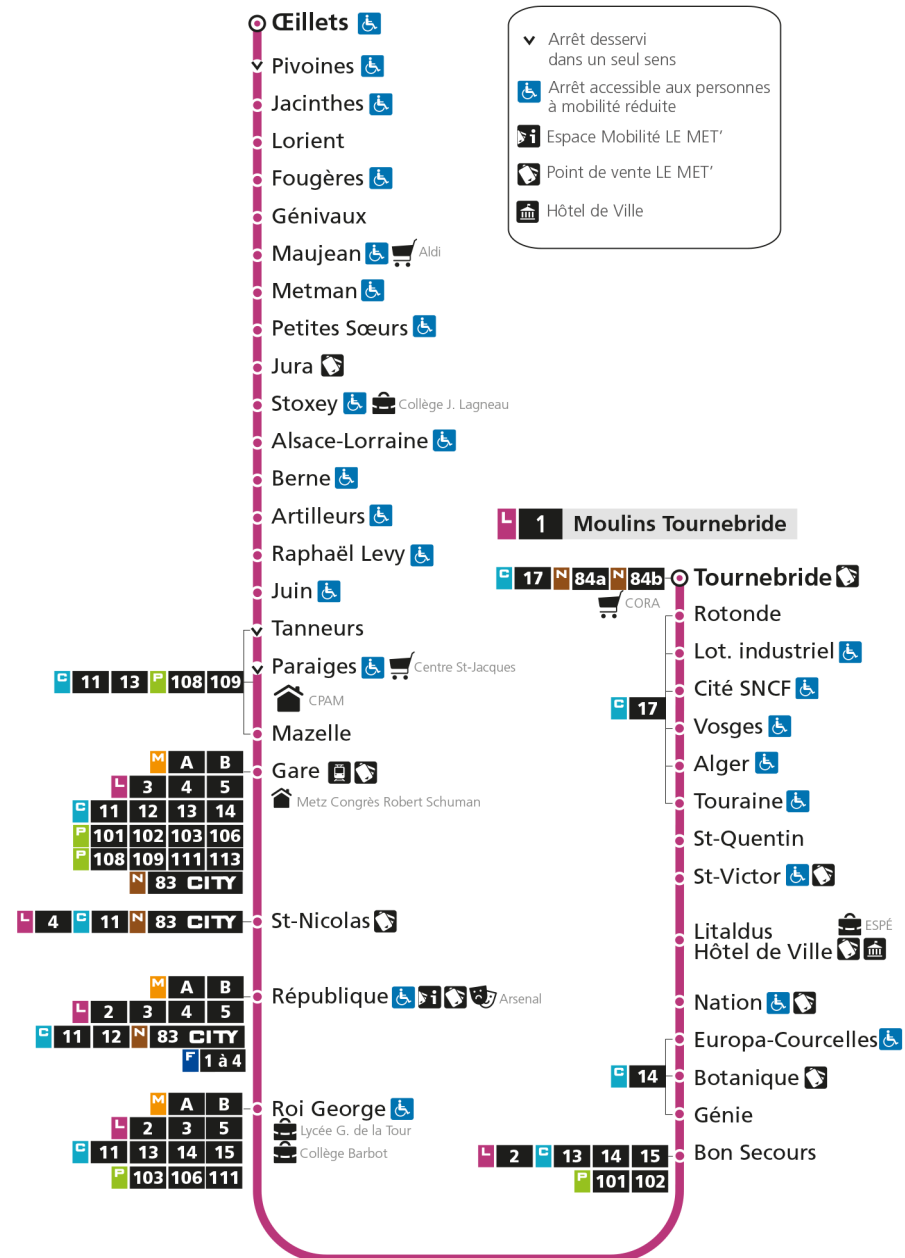 Œillets
Pivoines
Jacinthes
Lorient
Fougères
Génivaux
Maujean Aldi
Metman
Petites Sœurs
Jura
Stoxey Collège J. Lagneau
Alsace-Lorraine
Berne
Artilleurs
Raphaël Levy
Juin
Tanneurs
Paraiges Centre St-Jacques
C 11 13 P 108 109
CPAM
Mazelle
M A B
Gare
L 3 4 5
C 11 12 13 14
Metz Congrès Robert Schuman
P 101 102 103 106
P 108 109 111 113
N 83 CITY
L 4 C 11 N 83 CITY St-Nicolas
M A B
République i Arsenal
L 2 3 4 5
C 11 12 N 83 CITY
F 1 à 4
M A B
Roi George
L 2 3 5
Lycée G. de la Tour
C 11 13 14 15
Collège Barbot
P 103 106 111
Arrêt desservi
dans un seul sens
Arrêt accessible aux personnes
à mobilité réduite
i Espace Mobilité LE MET’
Point de vente LE MET’
Hôtel de Ville
L 1 Moulins Tournebride
C 17 N 84a N 84b Tournebride
CORA
Rotonde
Lot. industriel
Cité SNCF
C 17
Vosges
Alger
Touraine
St-Quentin
St-Victor
Litaldus ESPÉ
Hôtel de Ville
Nation
Europa-Courcelles
C 14 Botanique
Génie
L 2 C 13 14 15 Bon Secours
P 101 102